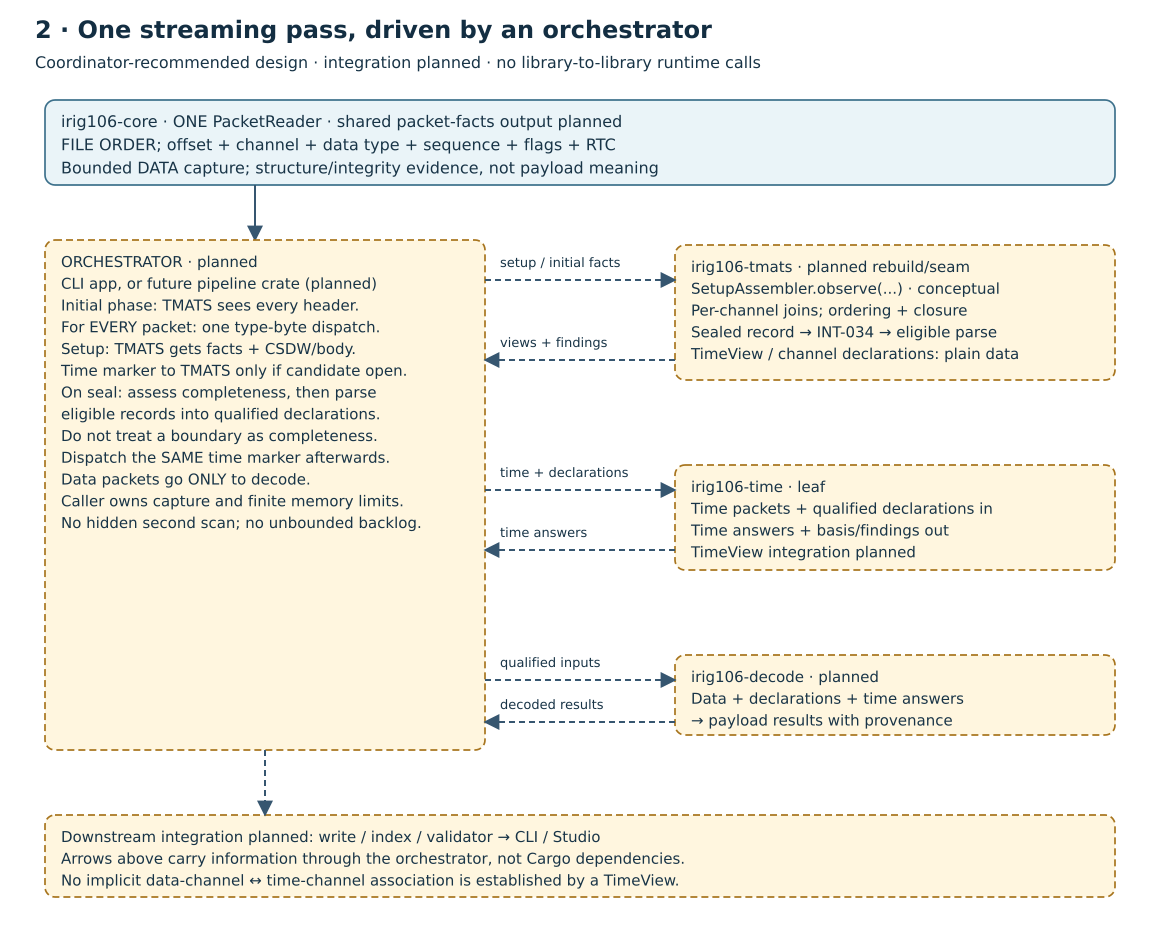 2 · One streaming pass, driven by an orchestrator
Coordinator-recommended design · integration planned · no library-to-library runtime calls
irig106-core · ONE PacketReader · shared packet-facts output planned
FILE ORDER; offset + channel + data type + sequence + flags + RTC
Bounded DATA capture; structure/integrity evidence, not payload meaning
ORCHESTRATOR · planned
CLI app, or future pipeline crate (planned)
Initial phase: TMATS sees every header.
For EVERY packet: one type-byte dispatch.
Setup: TMATS gets facts + CSDW/body.
Time marker to TMATS only if candidate open.
On seal: assess completeness, then parse
eligible records into qualified declarations.
Do not treat a boundary as completeness.
Dispatch the SAME time marker afterwards.
Data packets go ONLY to decode.
Caller owns capture and finite memory limits.
No hidden second scan; no unbounded backlog.
setup / initial facts
views + findings
irig106-tmats · planned rebuild/seam
SetupAssembler.observe(...) · conceptual
Per-channel joins; ordering + closure
Sealed record → INT-034 → eligible parse
TimeView / channel declarations: plain data
time + declarations
time answers
irig106-time · leaf
Time packets + qualified declarations in
Time answers + basis/findings out
TimeView integration planned
qualified inputs
decoded results
irig106-decode · planned
Data + declarations + time answers
→ payload results with provenance
Downstream integration planned: write / index / validator → CLI / Studio
Arrows above carry information through the orchestrator, not Cargo dependencies.
No implicit data-channel ↔ time-channel association is established by a TimeView.